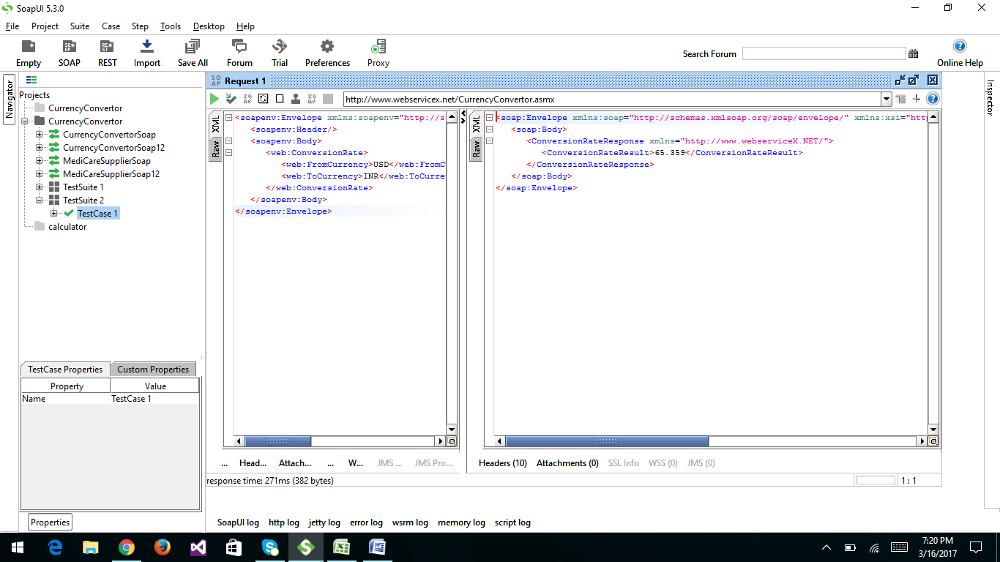 SoapUI 5.3.0
File Project Suite Case Step Tools Desktop Help
Empty SOAP REST Import Save All Forum Trial Preferences Proxy
Search Forum
Online Help
Navigator
Projects
CurrencyConvertor
CurrencyConvertor
CurrencyConvertorSoap
CurrencyConvertorSoap12
MediCareSupplierSoap
MediCareSupplierSoap12
TestSuite 1
TestSuite 2
TestCase 1
calculator
TestCase Properties Custom Properties
Property Value
Name TestCase 1
Properties
Request 1
http://www.webservicex.net/CurrencyConvertor.asmx
XML
Raw
<soapenv:Envelope xmlns:soapenv="http://s
<soapenv:Header/>
<soapenv:Body>
<web:ConversionRate>
<web:FromCurrency>USD</web:FromC
<web:ToCurrency>INR</web:ToCurre
</web:ConversionRate>
</soapenv:Body>
</soapenv:Envelope>
... Head... Attach... ... W... JMS ... JMS Pro...
XML
Raw
<soap:Envelope xmlns:soap="http://schemas.xmlsoap.org/soap/envelope/" xmlns:xsi="http
<soap:Body>
<ConversionRateResponse xmlns="http://www.webserviceX.NET/">
<ConversionRateResult>65.359</ConversionRateResult>
</ConversionRateResponse>
</soap:Body>
</soap:Envelope>
Headers (10) Attachments (0) SSL Info WSS (0) JMS (0)
response time: 271ms (382 bytes)
1 : 1
Inspector
SoapUI log http log jetty log error log wsrm log memory log script log
7:20 PM
3/16/2017